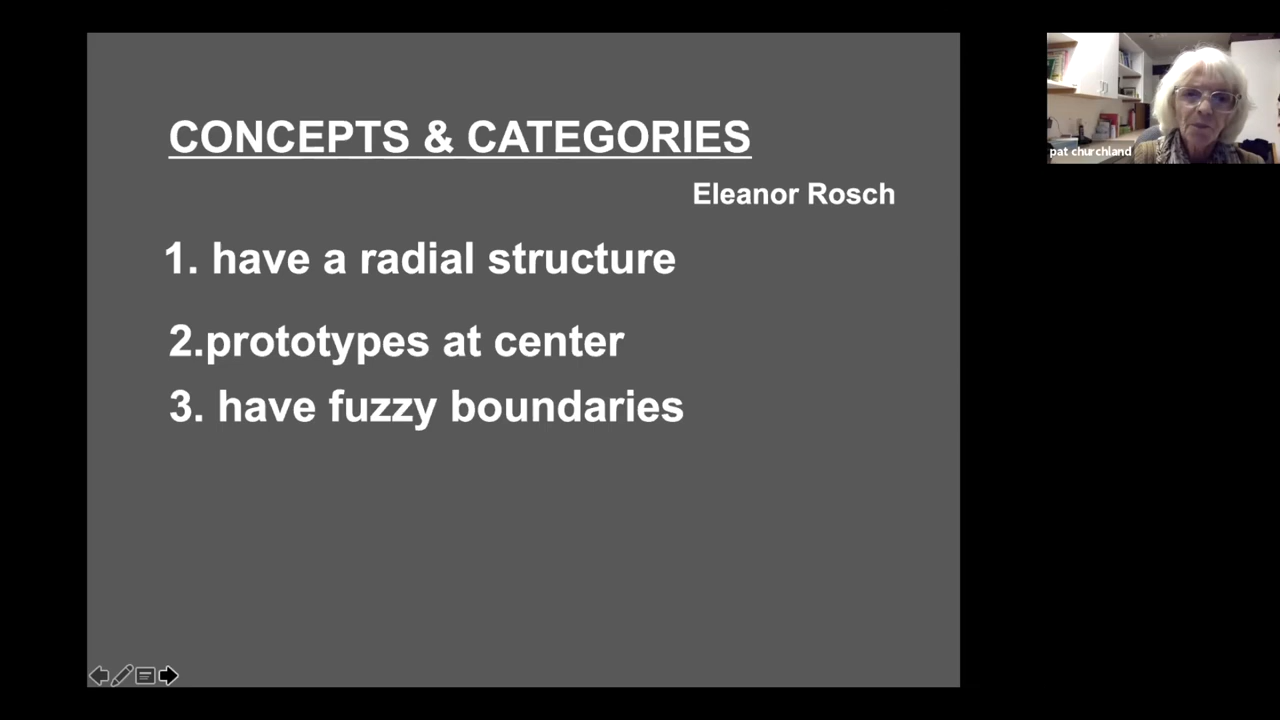 CONCEPTS & CATEGORIES
Eleanor Rosch
1. have a radial structure
2.prototypes at center
3. have fuzzy boundaries
pat churchland